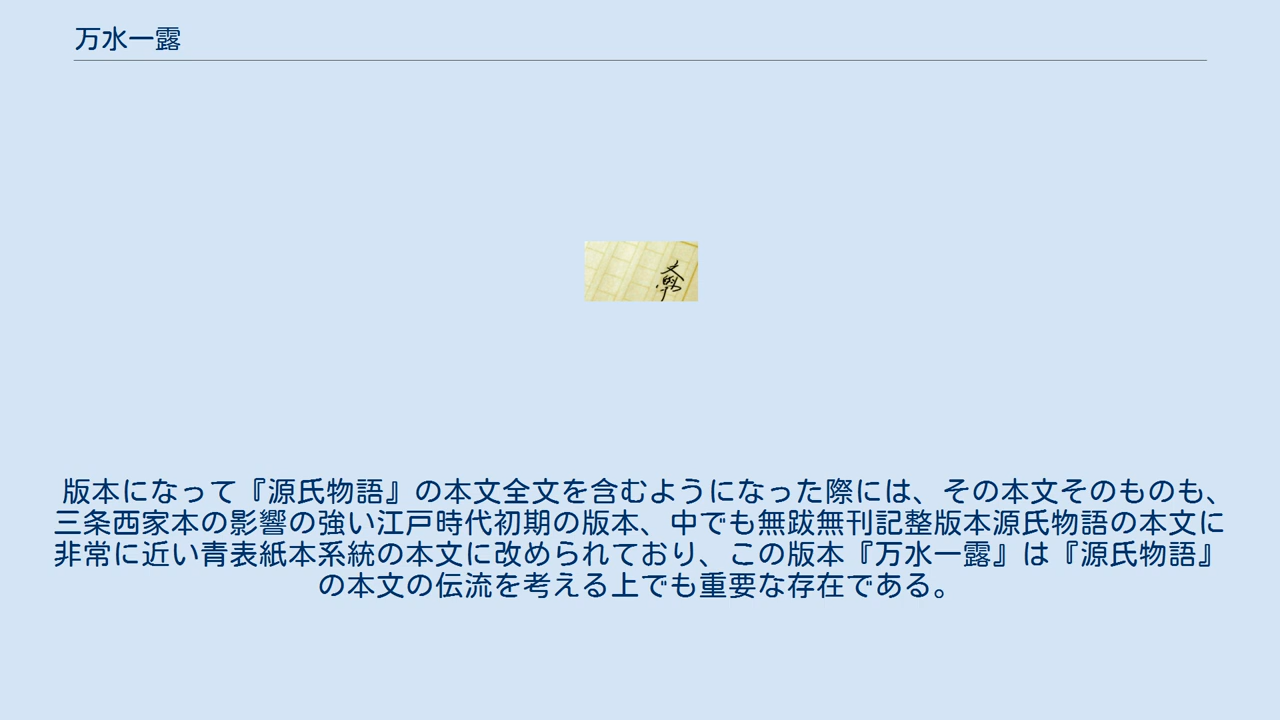 万水一露
版本になって『源氏物語』の本文全文を含むようになった際には、その本文そのものも、
三条西家本の影響の強い江戸時代初期の版本、中でも無跋無刊記整版本源氏物語の本文に
非常に近い青表紙本系統の本文に改められており、この版本『万水一露』は『源氏物語』
の本文の伝流を考える上でも重要な存在である。